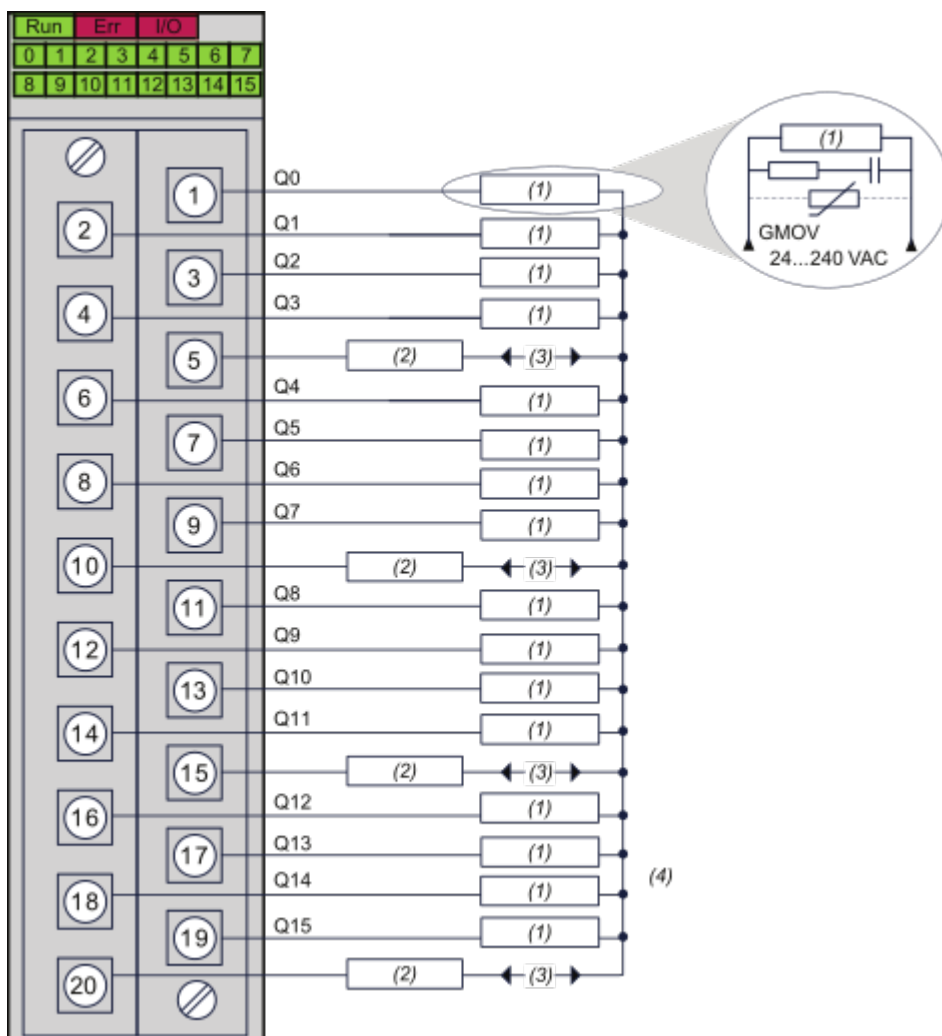 Run Err I/O
0 1 2 3 4 5 6 7
8 9 10 11 12 13 14 15
(1)
GMOV
24...240 VAC
1 Q0 (1)
2 Q1 (1)
3 Q2 (1)
4 Q3 (1)
5 (2) (3)
6 Q4 (1)
7 Q5 (1)
8 Q6 (1)
9 Q7 (1)
10 (2) (3)
11 Q8 (1)
12 Q9 (1)
13 Q10 (1)
14 Q11 (1)
15 (2) (3)
16 Q12 (1)
17 Q13 (1)
(4)
18 Q14 (1)
19 Q15 (1)
20 (2) (3)